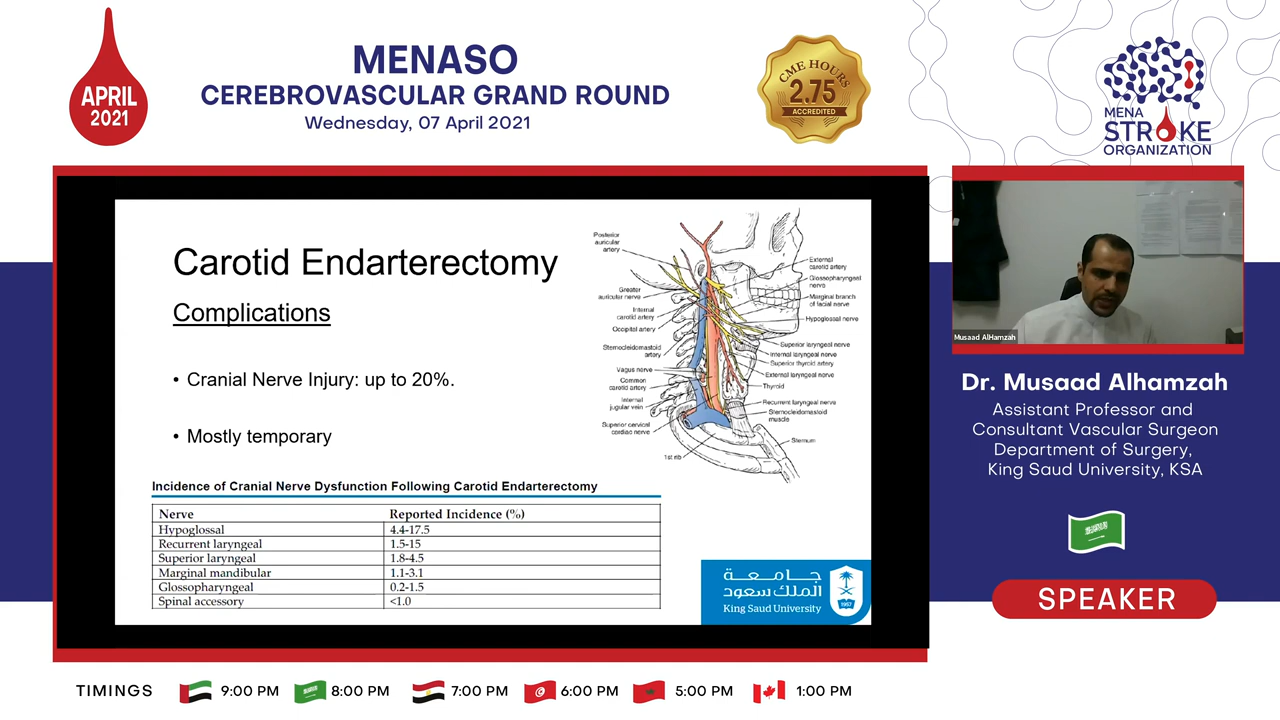 APRIL
2021
MENASO
CEREBROVASCULAR GRAND ROUND
Wednesday, 07 April 2021
CME HOURS
2.75
ACCREDITED
MENA
STROKE
ORGANIZATION
Carotid Endarterectomy
Complications
• Cranial Nerve Injury: up to 20%.
• Mostly temporary
Posterior
auricular
artery
Greater
auricular nerve
Internal
carotid artery
Occipital artery
Sternocleidomastoid
artery
Vagus nerve
Common
carotid artery
Internal
jugular vein
Superior cervical
cardiac nerve
1st rib
External
carotid artery
Glossopharyngeal
nerve
Marginal branch
of facial nerve
Hypoglossal nerve
Superior laryngeal nerve
Internal laryngeal nerve
Superior thyroid artery
External laryngeal nerve
Thyroid
Recurrent laryngeal nerve
Sternocleidomastoid
muscle
Sternum
Incidence of Cranial Nerve Dysfunction Following Carotid Endarterectomy
Nerve Reported Incidence (%)
Hypoglossal 4.4-17.5
Recurrent laryngeal 1.5-15
Superior laryngeal 1.8-4.5
Marginal mandibular 1.1-3.1
Glossopharyngeal 0.2-1.5
Spinal accessory <1.0
جامعة
الملك سعود
King Saud University
1957
Musaad AlHamzah
Dr. Musaad Alhamzah
Assistant Professor and
Consultant Vascular Surgeon
Department of Surgery,
King Saud University, KSA
SPEAKER
TIMINGS 9:00 PM 8:00 PM 7:00 PM 6:00 PM 5:00 PM 1:00 PM